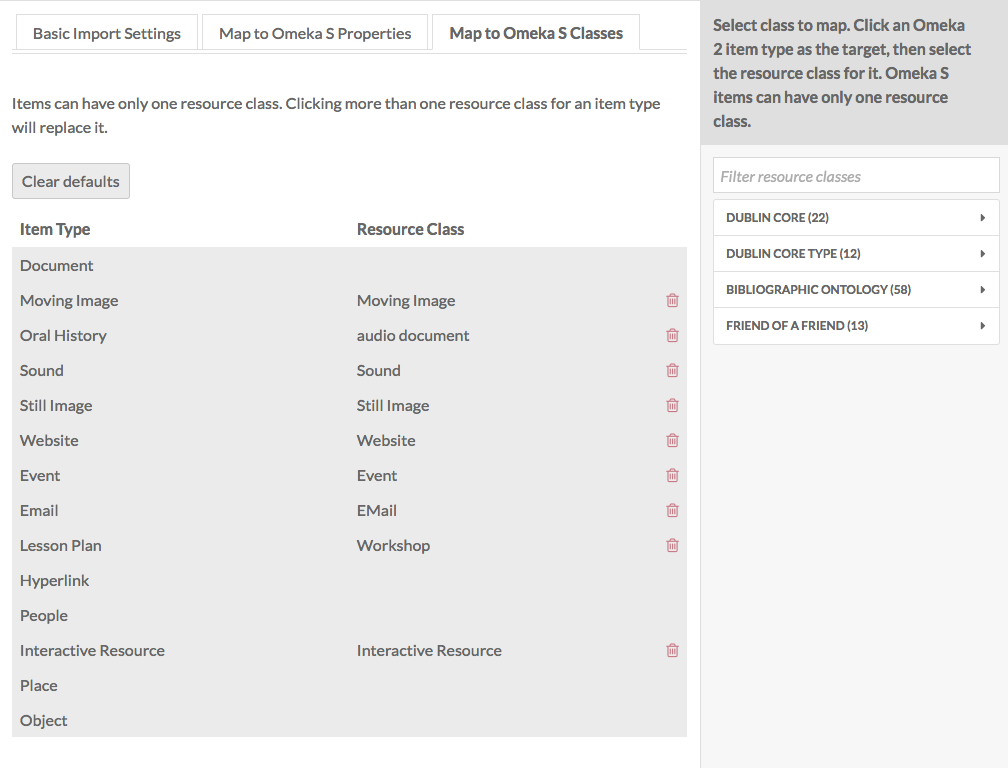 Basic Import Settings
Map to Omeka S Properties
Map to Omeka S Classes
Items can have only one resource class. Clicking more than one resource class for an item type
will replace it.
Clear defaults
Item Type Resource Class
Document
Moving Image Moving Image
Oral History audio document
Sound Sound
Still Image Still Image
Website Website
Event Event
Email EMail
Lesson Plan Workshop
Hyperlink
People
Interactive Resource Interactive Resource
Place
Object
Select class to map. Click an Omeka
2 item type as the target, then select
the resource class for it. Omeka S
items can have only one resource
class.
Filter resource classes
DUBLIN CORE (22)
DUBLIN CORE TYPE (12)
BIBLIOGRAPHIC ONTOLOGY (58)
FRIEND OF A FRIEND (13)